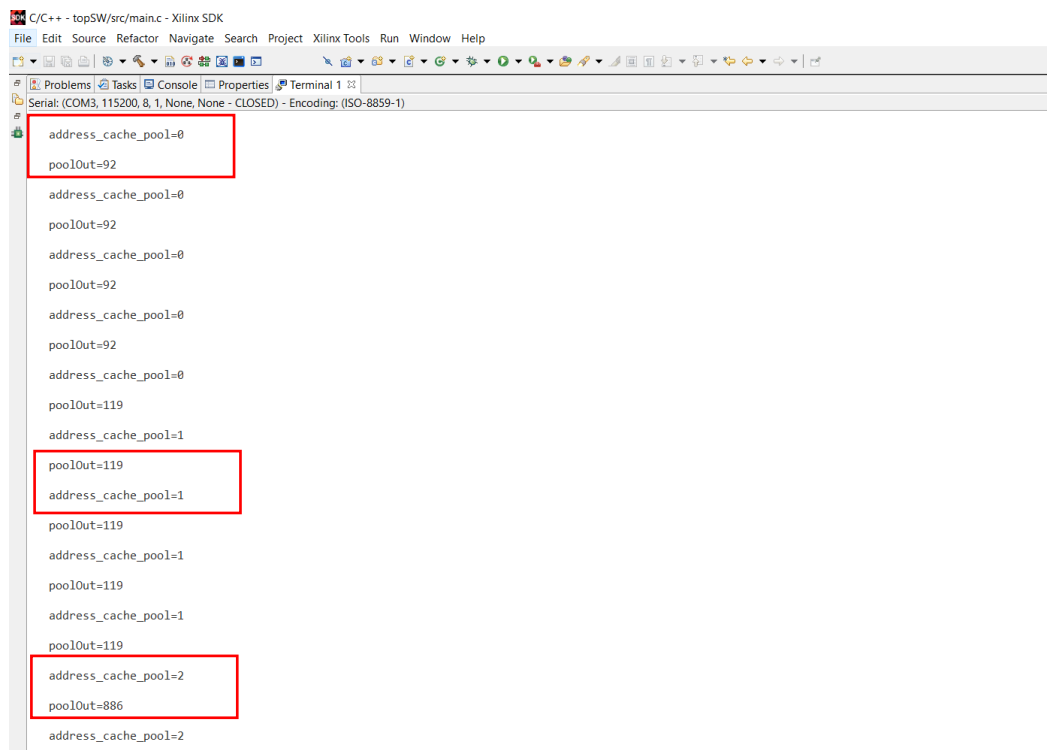 SDK C/C++ - topSW/src/main.c - Xilinx SDK
File Edit Source Refactor Navigate Search Project Xilinx Tools Run Window Help
Problems Tasks Console Properties Terminal 1
Serial: (COM3, 115200, 8, 1, None, None - CLOSED) - Encoding: (ISO-8859-1)
address_cache_pool=0
poolOut=92
address_cache_pool=0
poolOut=92
address_cache_pool=0
poolOut=92
address_cache_pool=0
poolOut=92
address_cache_pool=0
poolOut=119
address_cache_pool=1
poolOut=119
address_cache_pool=1
poolOut=119
address_cache_pool=1
poolOut=119
address_cache_pool=1
poolOut=119
address_cache_pool=2
poolOut=886
address_cache_pool=2